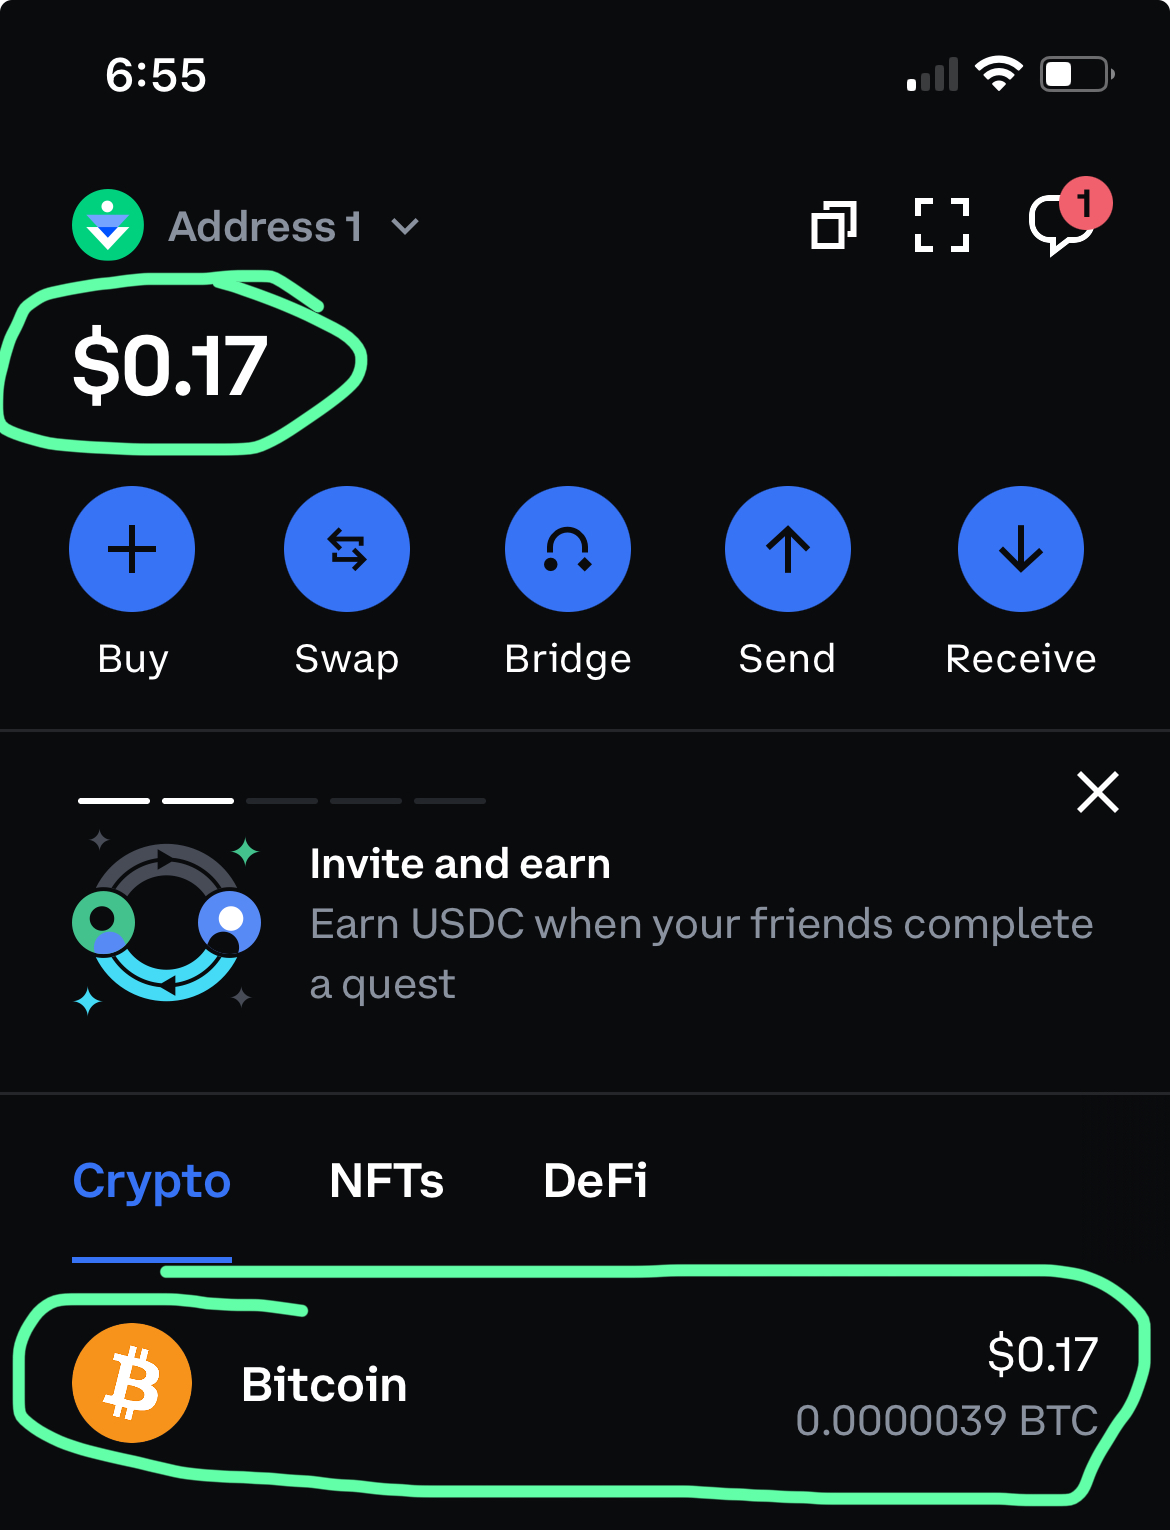 6:55
Address 1
1
$0.17
Buy
Swap
Bridge
Send
Receive
Invite and earn
Earn USDC when your friends complete
a quest
Crypto
NFTs
DeFi
Bitcoin
$0.17
0.0000039 BTC